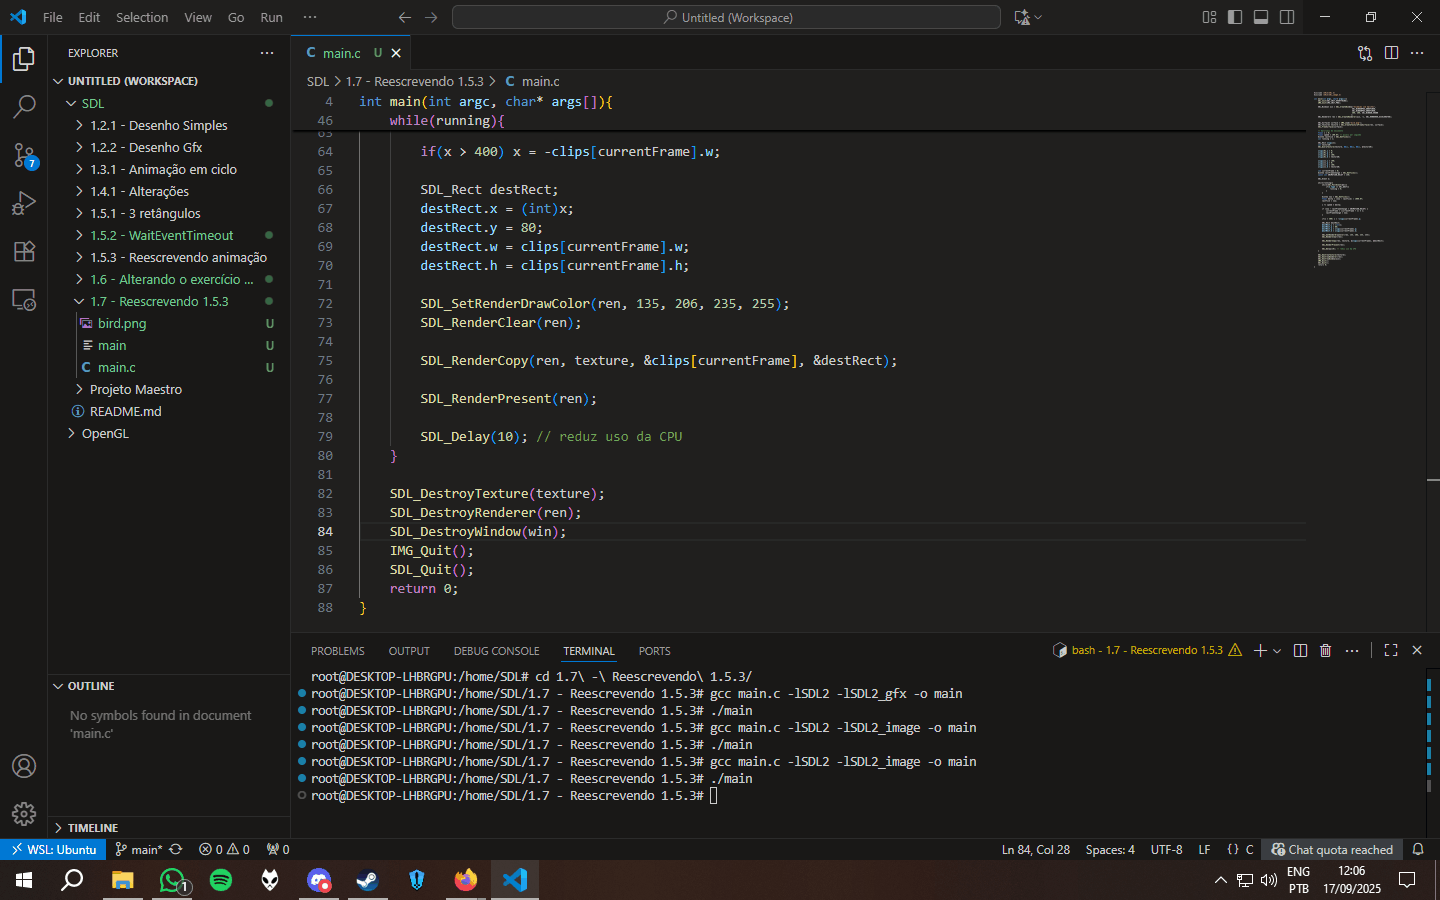 File Edit Selection View Go Run ···
Untitled (Workspace)
EXPLORER
main.c U
UNTITLED (WORKSPACE)
SDL
1.2.1 - Desenho Simples
1.2.2 - Desenho Gfx
1.3.1 - Animação em ciclo
1.4.1 - Alterações
1.5.1 - 3 retângulos
1.5.2 - WaitEventTimeout
1.5.3 - Reescrevendo animação
1.6 - Alterando o exercício ...
1.7 - Reescrevendo 1.5.3
bird.png U
main U
main.c U
Projeto Maestro
README.md
OpenGL
7
SDL > 1.7 - Reescrevendo 1.5.3 > C main.c
4 int main(int argc, char* args[]){
46 while(running){
63
64 if(x > 400) x = -clips[currentFrame].w;
65
66 SDL_Rect destRect;
67 destRect.x = (int)x;
68 destRect.y = 80;
69 destRect.w = clips[currentFrame].w;
70 destRect.h = clips[currentFrame].h;
71
72 SDL_SetRenderDrawColor(ren, 135, 206, 235, 255);
73 SDL_RenderClear(ren);
74
75 SDL_RenderCopy(ren, texture, &clips[currentFrame], &destRect);
76
77 SDL_RenderPresent(ren);
78
79 SDL_Delay(10); // reduz uso da CPU
80 }
81
82 SDL_DestroyTexture(texture);
83 SDL_DestroyRenderer(ren);
84 SDL_DestroyWindow(win);
85 IMG_Quit();
86 SDL_Quit();
87 return 0;
88 }
OUTLINE
No symbols found in document
'main.c'
TIMELINE
PROBLEMS OUTPUT DEBUG CONSOLE TERMINAL PORTS
bash - 1.7 - Reescrevendo 1.5.3
root@DESKTOP-LHBRGPU:/home/SDL# cd 1.7\ -\ Reescrevendo\ 1.5.3/
root@DESKTOP-LHBRGPU:/home/SDL/1.7 - Reescrevendo 1.5.3# gcc main.c -lSDL2 -lSDL2_gfx -o main
root@DESKTOP-LHBRGPU:/home/SDL/1.7 - Reescrevendo 1.5.3# ./main
root@DESKTOP-LHBRGPU:/home/SDL/1.7 - Reescrevendo 1.5.3# gcc main.c -lSDL2 -lSDL2_image -o main
root@DESKTOP-LHBRGPU:/home/SDL/1.7 - Reescrevendo 1.5.3# ./main
root@DESKTOP-LHBRGPU:/home/SDL/1.7 - Reescrevendo 1.5.3# gcc main.c -lSDL2 -lSDL2_image -o main
root@DESKTOP-LHBRGPU:/home/SDL/1.7 - Reescrevendo 1.5.3# ./main
root@DESKTOP-LHBRGPU:/home/SDL/1.7 - Reescrevendo 1.5.3#
WSL: Ubuntu main* 0 0 0 Ln 84, Col 28 Spaces: 4 UTF-8 LF {} C Chat quota reached
1
ENG
PTB
12:06
17/09/2025